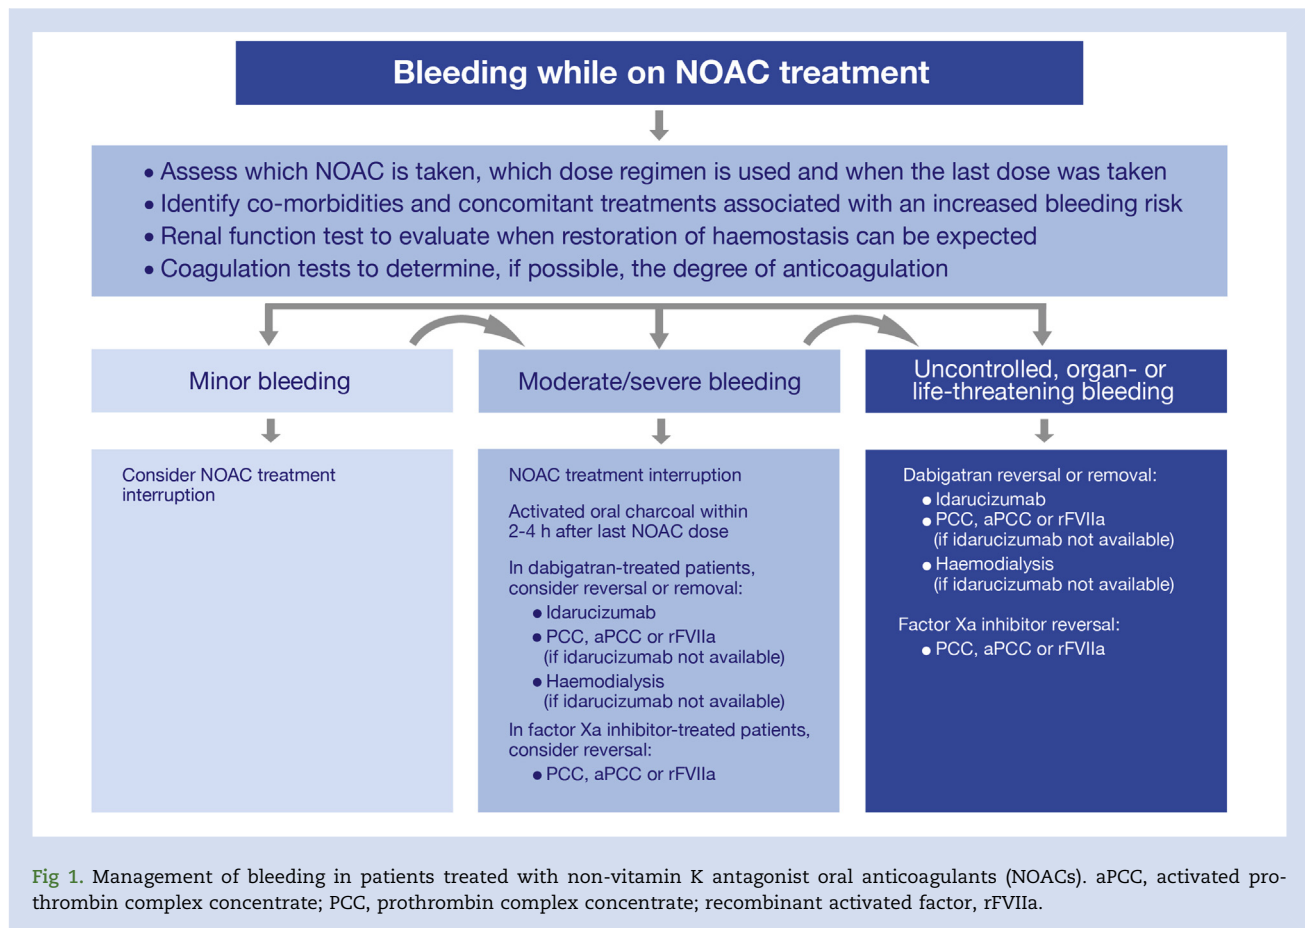 Bleeding while on NOAC treatment
• Assess which NOAC is taken, which dose regimen is used and when the last dose was taken
• Identify co-morbidities and concomitant treatments associated with an increased bleeding risk
• Renal function test to evaluate when restoration of haemostasis can be expected
• Coagulation tests to determine, if possible, the degree of anticoagulation
Minor bleeding
Consider NOAC treatment
interruption
Moderate/severe bleeding
NOAC treatment interruption
Activated oral charcoal within
2-4 h after last NOAC dose
In dabigatran-treated patients,
consider reversal or removal:
• Idarucizumab
• PCC, aPCC or rFVIIa
(if idarucizumab not available)
• Haemodialysis
(if idarucizumab not available)
In factor Xa inhibitor-treated patients,
consider reversal:
• PCC, aPCC or rFVIIa
Uncontrolled, organ- or
life-threatening bleeding
Dabigatran reversal or removal:
• Idarucizumab
• PCC, aPCC or rFVIIa
(if idarucizumab not available)
• Haemodialysis
(if idarucizumab not available)
Factor Xa inhibitor reversal:
• PCC, aPCC or rFVIIa
Fig 1. Management of bleeding in patients treated with non-vitamin K antagonist oral anticoagulants (NOACs). aPCC, activated pro-
thrombin complex concentrate; PCC, prothrombin complex concentrate; recombinant activated factor, rFVIIa.